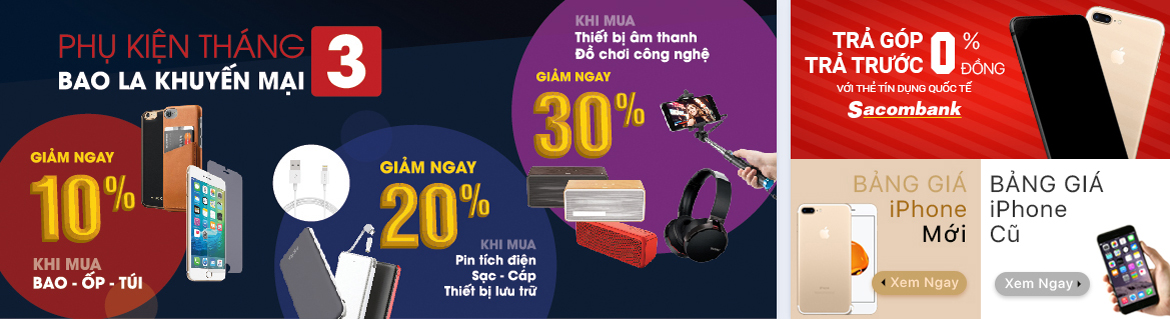 PHỤ KIỆN THÁNG 3
BAO LA KHUYẾN MẠI
GIẢM NGAY
10%
KHI MUA
BAO - ỐP - TÚI
GIẢM NGAY
20%
KHI MUA
Pin tích điện
Sạc - Cáp
Thiết bị lưu trữ
KHI MUA
Thiết bị âm thanh
Đồ chơi công nghệ
GIẢM NGAY
30%
TRẢ GÓP 0 %
TRẢ TRƯỚC ĐỒNG
VỚI THẺ TÍN DỤNG QUỐC TẾ
Sacombank
BẢNG GIÁ
iPhone
Mới
Xem Ngay
BẢNG GIÁ
iPhone
Cũ
Xem Ngay